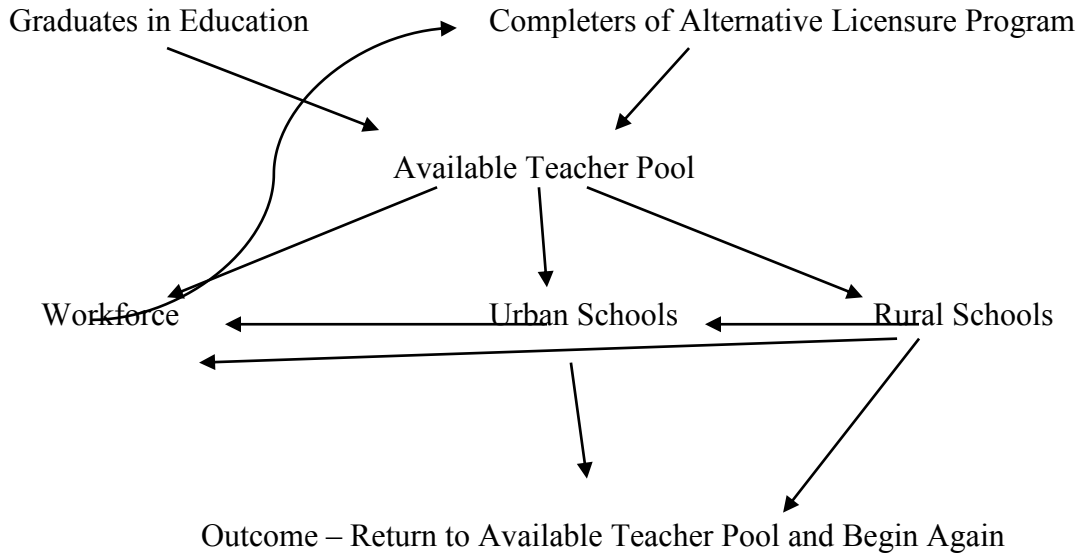 Graduates in Education
Completers of Alternative Licensure Program
Available Teacher Pool
Workforce
Urban Schools
Rural Schools
Outcome – Return to Available Teacher Pool and Begin Again